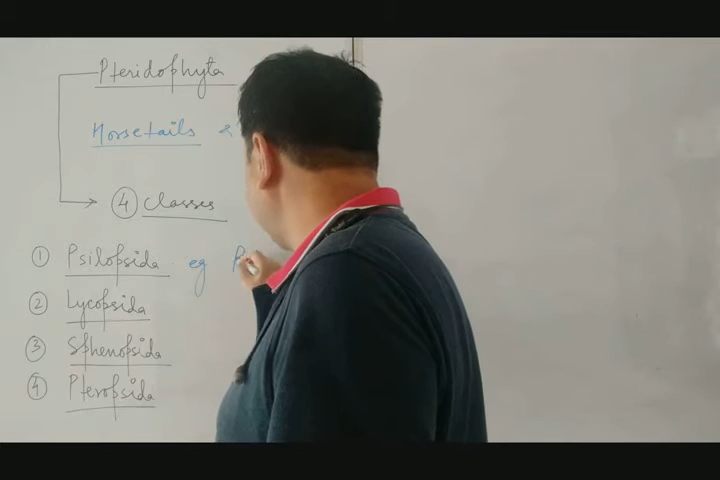 Pteridophyta
Horsetails &
④ Classes
① Psilopsida eg P
② Lycopsida
③ Sphenopsida
④ Pteropsida